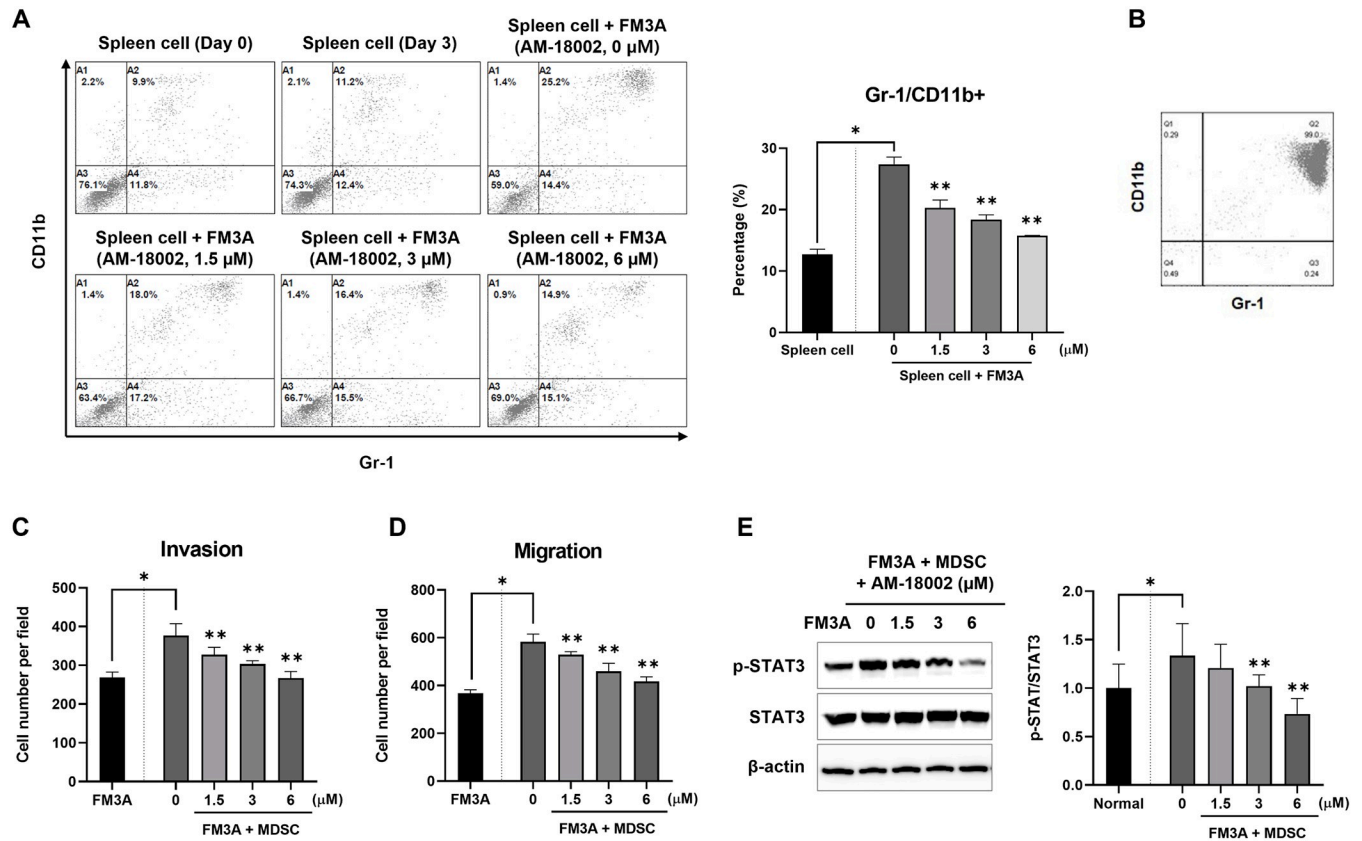 A
Spleen cell (Day 0)
Spleen cell (Day 3)
Spleen cell + FM3A
(AM-18002, 0 μM)
A1
2.2%
A2
9.9%
A3
76.1%
A4
11.8%
A1
2.1%
A2
11.2%
A3
74.3%
A4
12.4%
A1
1.4%
A2
25.2%
A3
59.0%
A4
14.4%
Spleen cell + FM3A
(AM-18002, 1.5 μM)
Spleen cell + FM3A
(AM-18002, 3 μM)
Spleen cell + FM3A
(AM-18002, 6 μM)
A1
1.4%
A2
18.0%
A3
63.4%
A4
17.2%
A1
1.4%
A2
16.4%
A3
66.7%
A4
15.5%
A1
0.9%
A2
14.9%
A3
69.0%
A4
15.1%
CD11b
Gr-1
Gr-1/CD11b+
Percentage (%)
30
20
10
0
*
**
**
**
Spleen cell
0
1.5
3
6
(μM)
Spleen cell + FM3A
B
Q1
0.29
Q2
99.0
Q4
0.49
Q3
0.24
CD11b
Gr-1
C
Invasion
Cell number per field
500
400
300
200
100
0
*
**
**
**
FM3A
0
1.5
3
6
(μM)
FM3A + MDSC
D
Migration
Cell number per field
800
600
400
200
0
*
**
**
**
FM3A
0
1.5
3
6
(μM)
FM3A + MDSC
E
FM3A + MDSC
+ AM-18002 (μM)
FM3A 0 1.5 3 6
p-STAT3
STAT3
β-actin
p-STAT/STAT3
2.0
1.5
1.0
0.5
0.0
*
**
**
Normal
0
1.5
3
6
(μM)
FM3A + MDSC